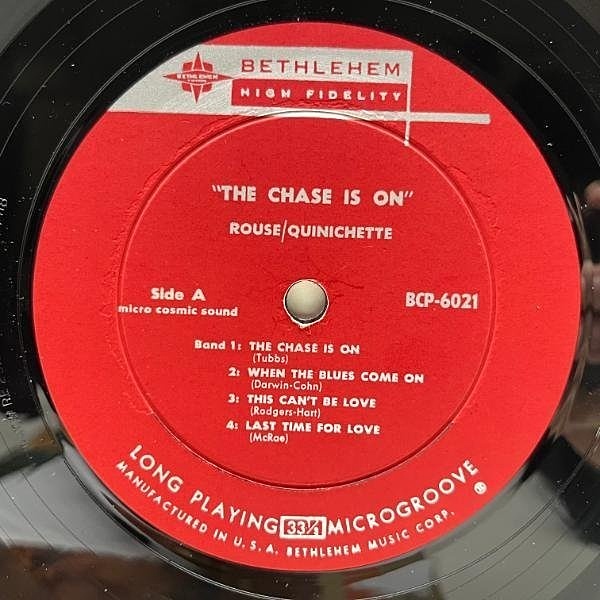 BETHLEHEM
BETHLEHEM
HIGH FIDELITY
"THE CHASE IS ON"
ROUSE/QUINICHETTE
Side A
micro cosmic sound
BCP-6021
Band 1: THE CHASE IS ON
(Tubbs)
2: WHEN THE BLUES COME ON
(Darwin-Cohn)
3: THIS CAN'T BE LOVE
(Rodgers-Hart)
4: LAST TIME FOR LOVE
(McRae)
LONG PLAYING 33⅓ MICROGROOVE
MANUFACTURED IN U.S.A. BETHLEHEM MUSIC CORP.